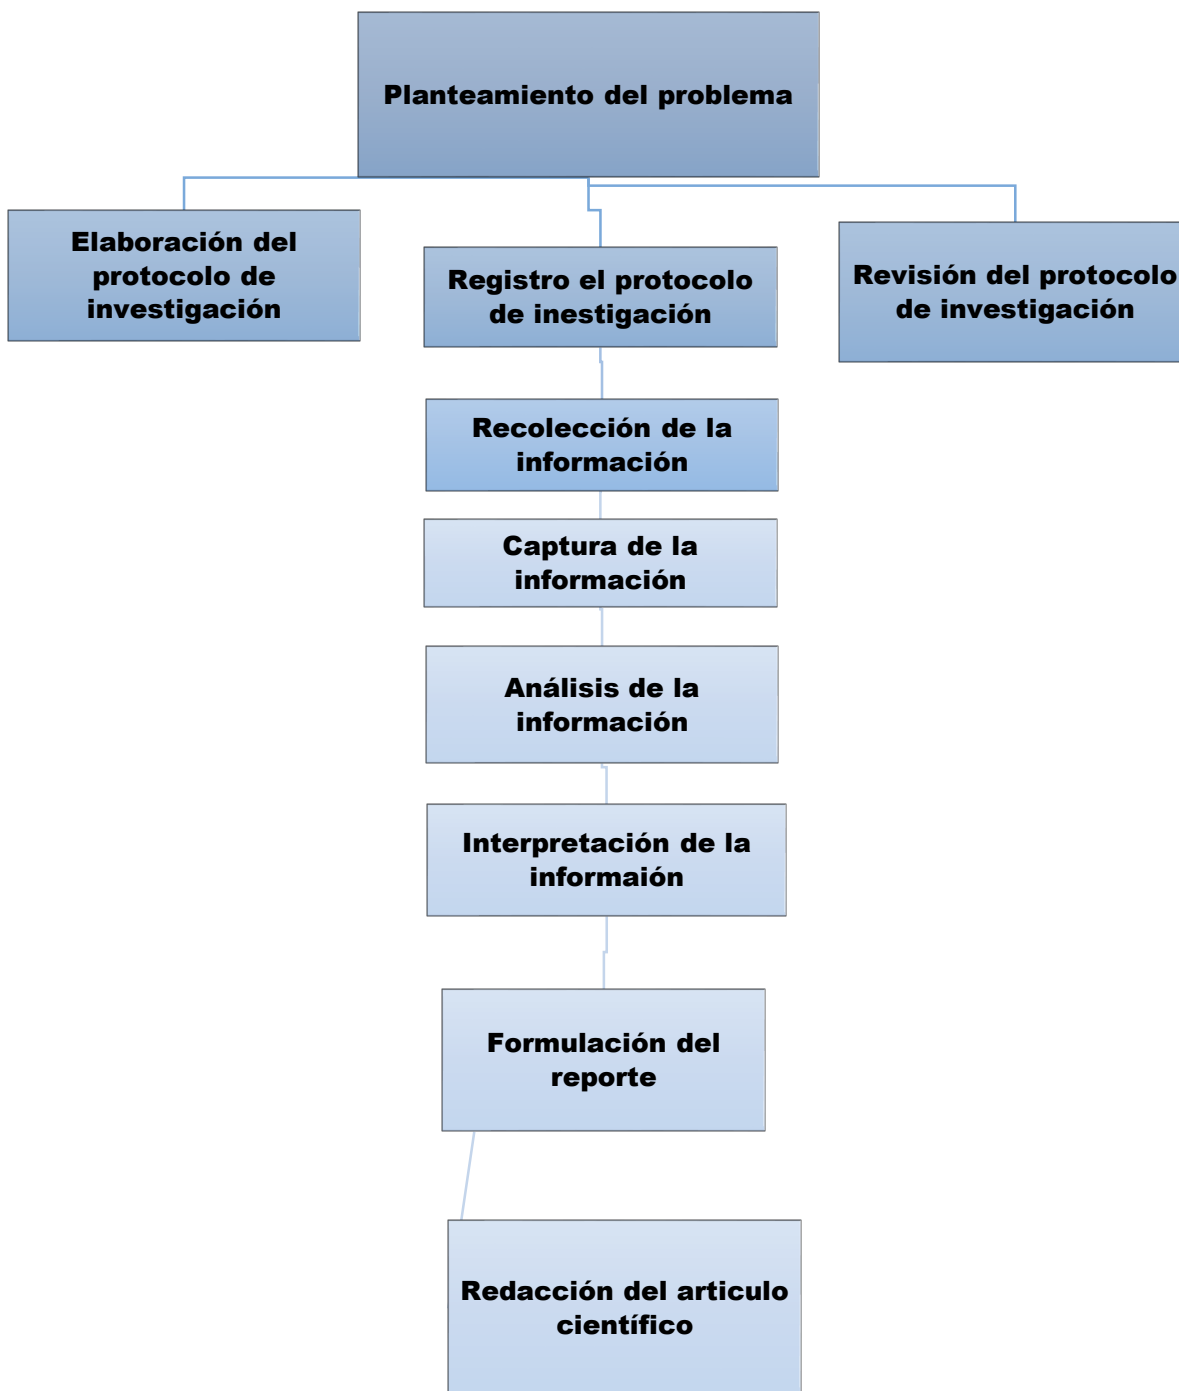 Planteamiento del problema
Elaboración del
protocolo de
investigación
Registro el protocolo
de inestigación
Revisión del protocolo
de investigación
Recolección de la
información
Captura de la
información
Análisis de la
información
Interpretación de la
informaión
Formulación del
reporte
Redacción del articulo
científico